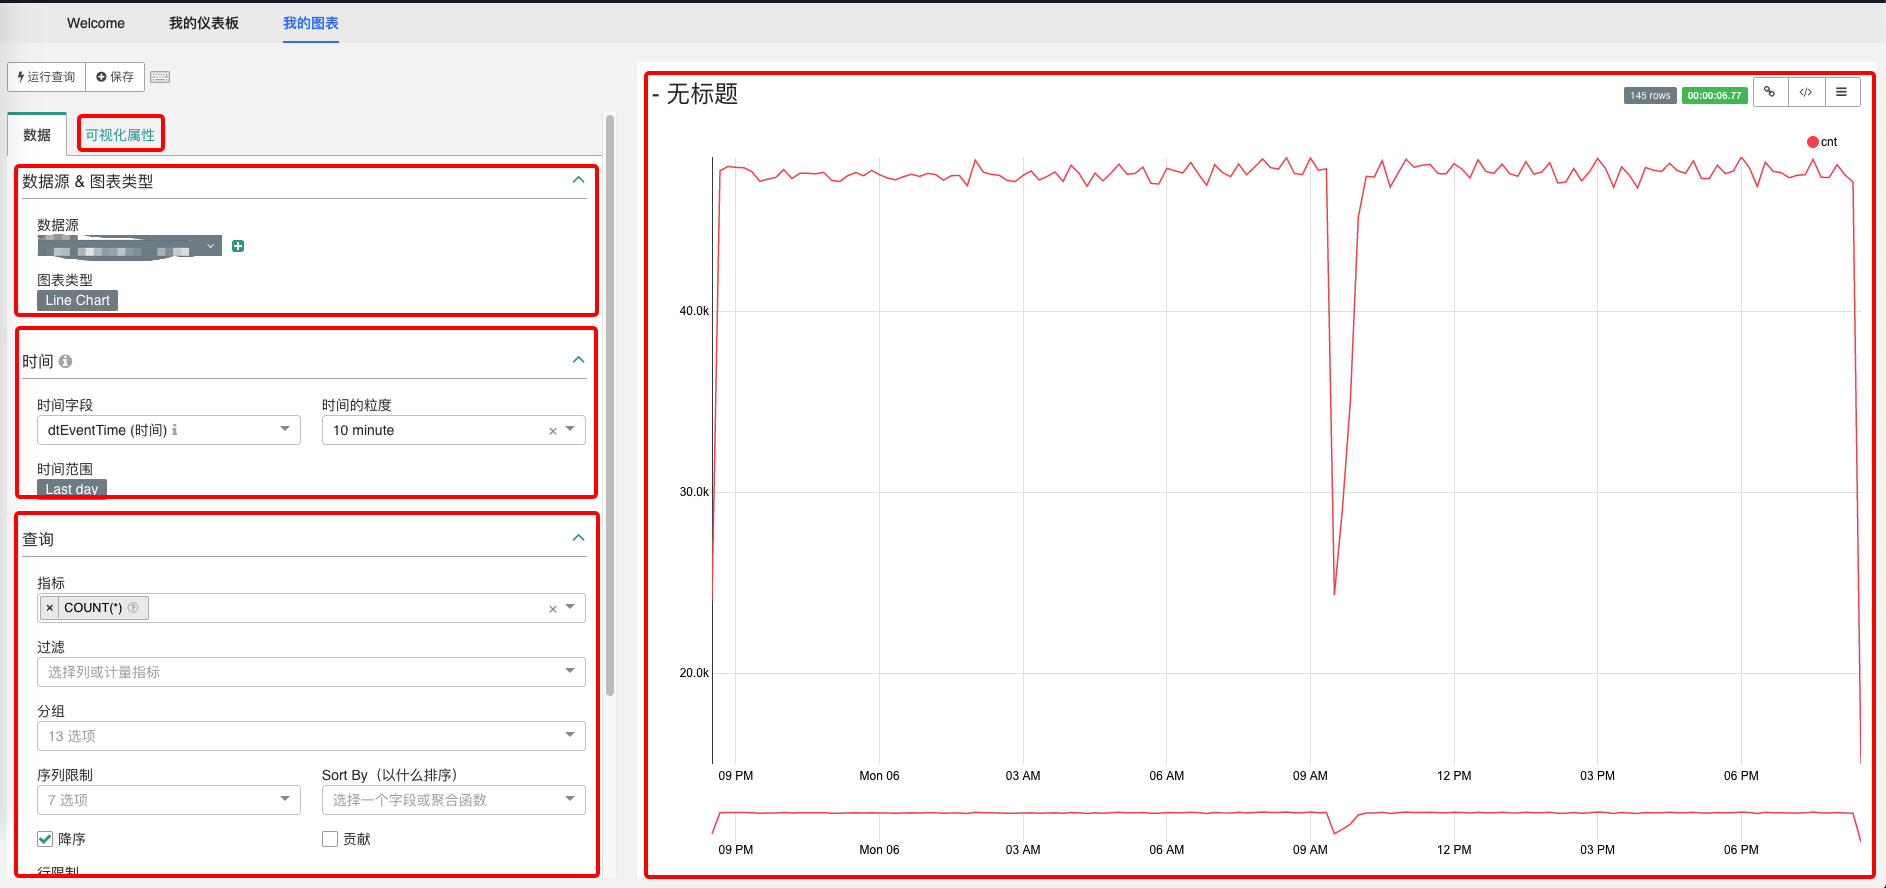 Welcome 我的仪表板 我的图表
运行查询 保存
数据 可视化属性
数据源 & 图表类型
数据源
图表类型
Line Chart
时间
时间字段 时间的粒度
dtEventTime (时间) 10 minute
时间范围
Last day
查询
指标
× COUNT(*)
过滤
选择列或计量指标
分组
13 选项
序列限制 Sort By（以什么排序）
7 选项 选择一个字段或聚合函数
降序 贡献
行限制
- 无标题
145 rows 00:00:06.77 </>
cnt
40.0k
30.0k
20.0k
09 PM Mon 06 03 AM 06 AM 09 AM 12 PM 03 PM 06 PM
09 PM Mon 06 03 AM 06 AM 09 AM 12 PM 03 PM 06 PM